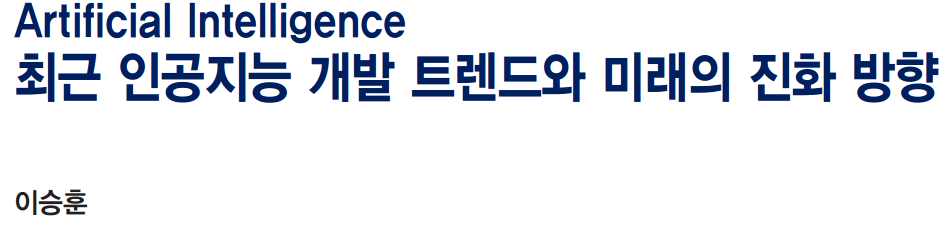 Artificial Intelligence
최근 인공지능 개발 트렌드와 미래의 진화 방향
이승훈